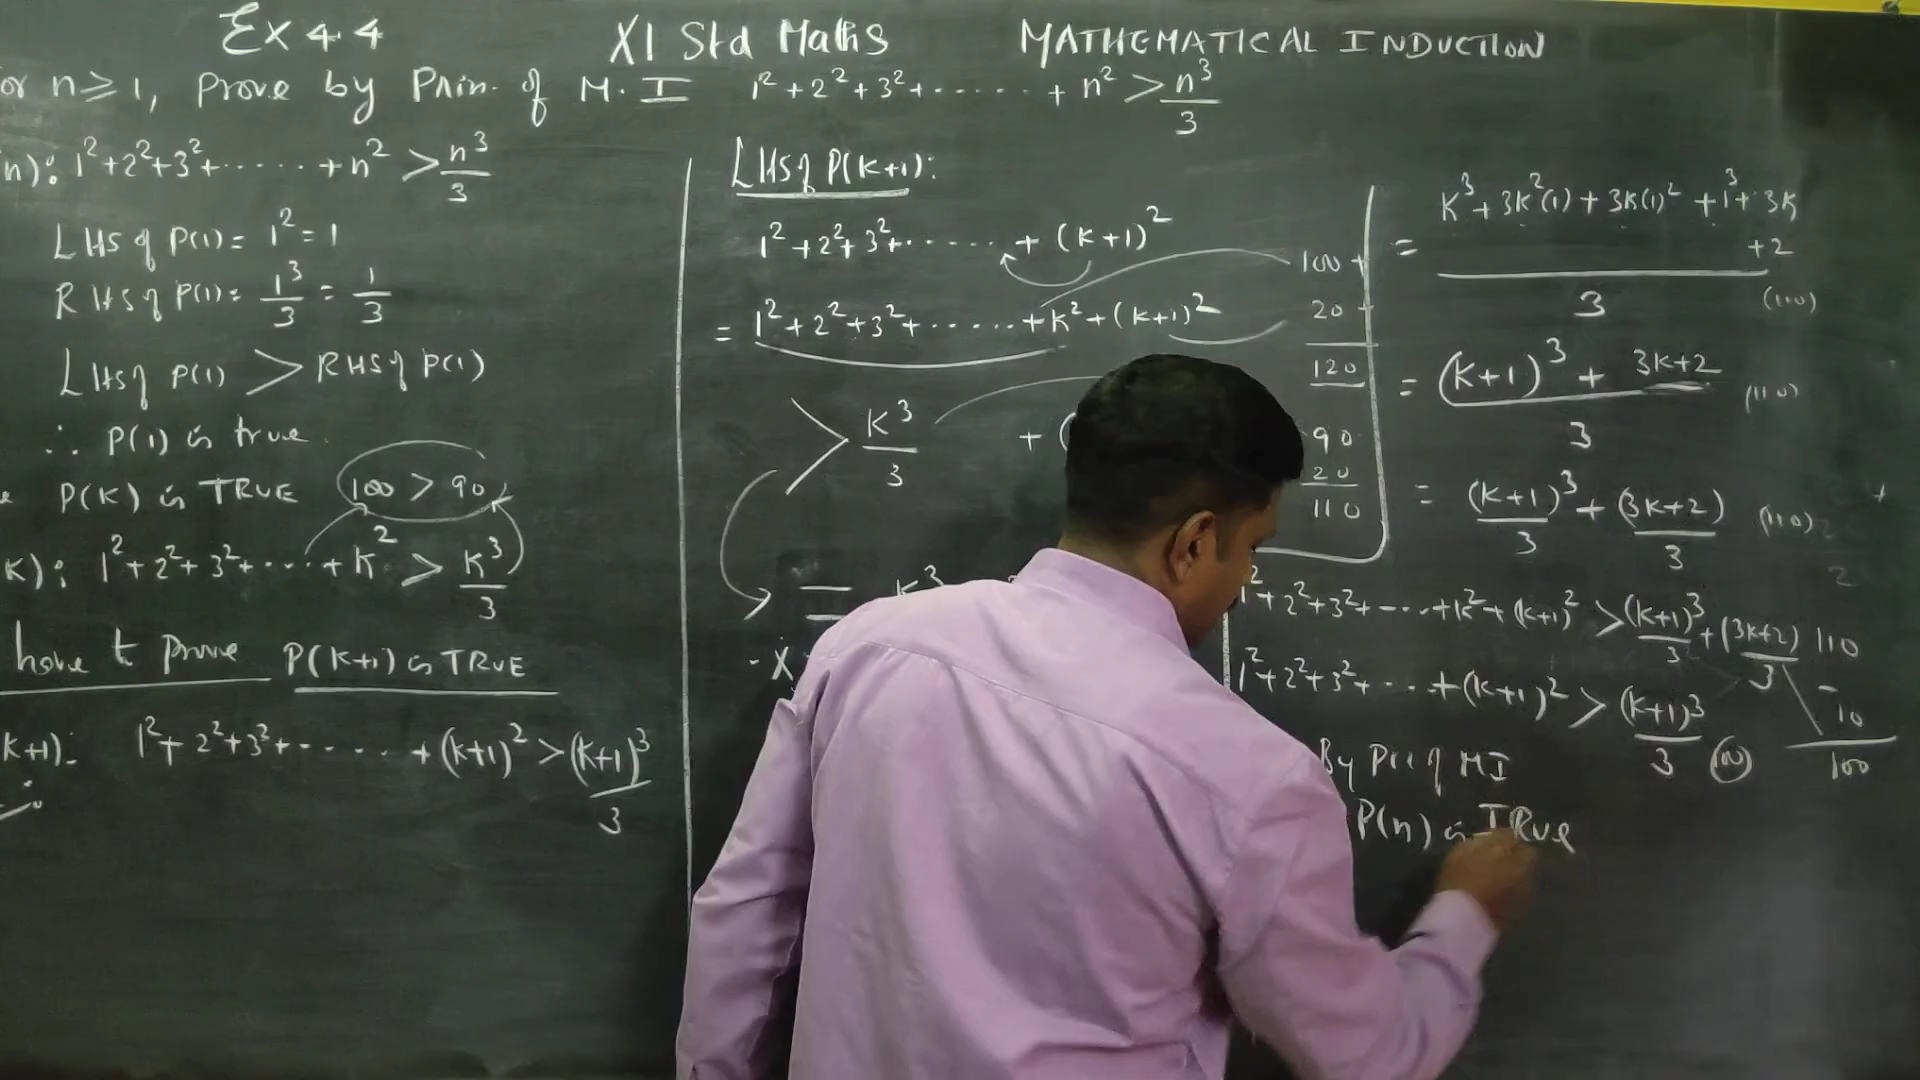 Ex 4.4 XI Std Maths MATHEMATICAL INDUCTION
or n ≥ 1, Prove by Prin. of M.I 1² + 2² + 3² + ...... + n² > n³/3
n): 1² + 2² + 3² + ...... + n² > n³/3
LHS of P(1) = 1² = 1
RHS of P(1) = 1³/3 = 1/3
LHS of P(1) > RHS of P(1)
∴ P(1) is true.
P(K) is TRUE 100 > 90
K): 1² + 2² + 3² + .... + K² > K³/3
have to prove P(K+1) is TRUE
K+1): 1² + 2² + 3² + ...... + (K+1)² > (K+1)³/3
LHS of P(K+1):
1² + 2² + 3² + ...... + (K+1)²
= 1² + 2² + 3² + ...... + K² + (K+1)²
> K³/3 + (
= K³
100 +
20
120
90
20
110
= K³ + 3K²(1) + 3K(1)² + 1³ + 3K + 2 / 3 (110)
= (K+1)³ + 3K+2 / 3 (110)
= (K+1)³/3 + (3K+2)/3 (110)
1² + 2² + 3² + .... + K² + (K+1)² > (K+1)³/3 + (3K+2)/3 110
1² + 2² + 3² + .... + (K+1)² > (K+1)³/3 100
- 10
100
By Pri of MI
P(n) is TRUE